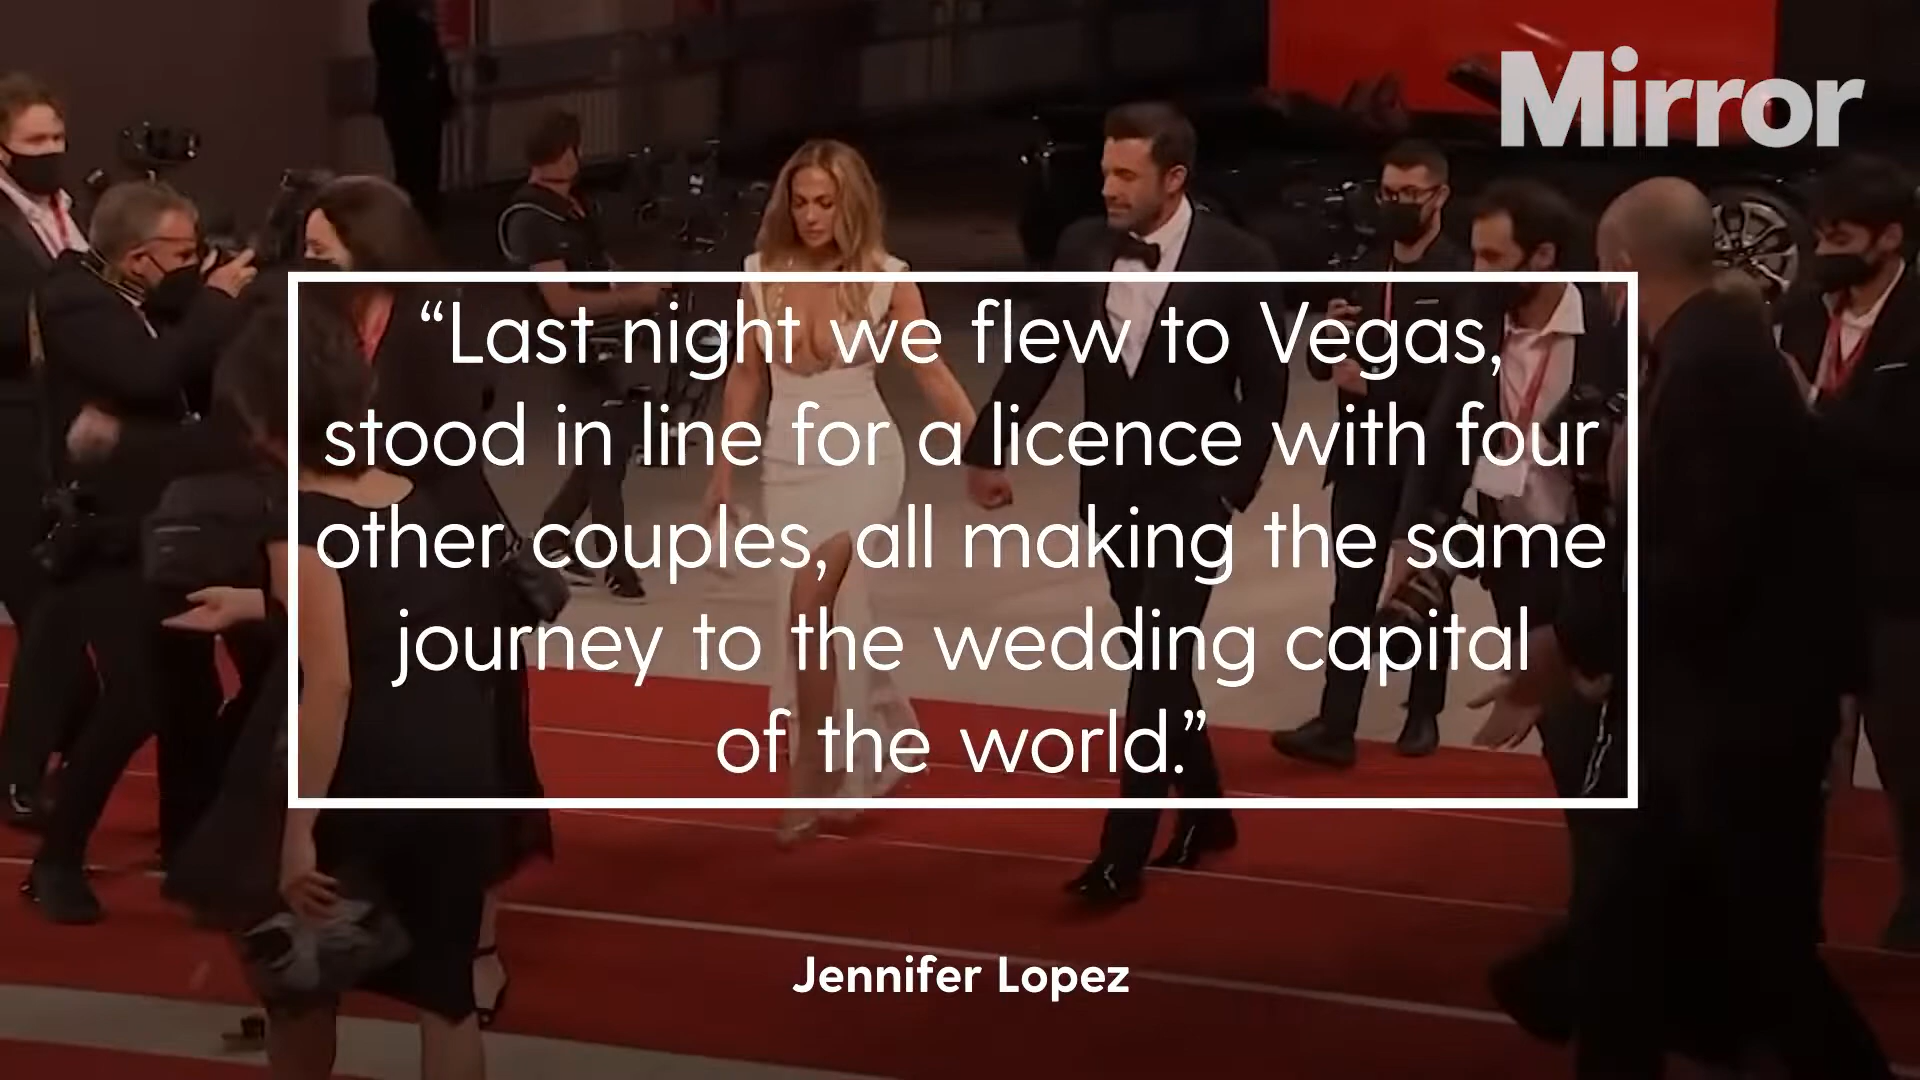 Mirror
“Last night we flew to Vegas,
stood in line for a licence with four
other couples, all making the same
journey to the wedding capital
of the world.”
Jennifer Lopez